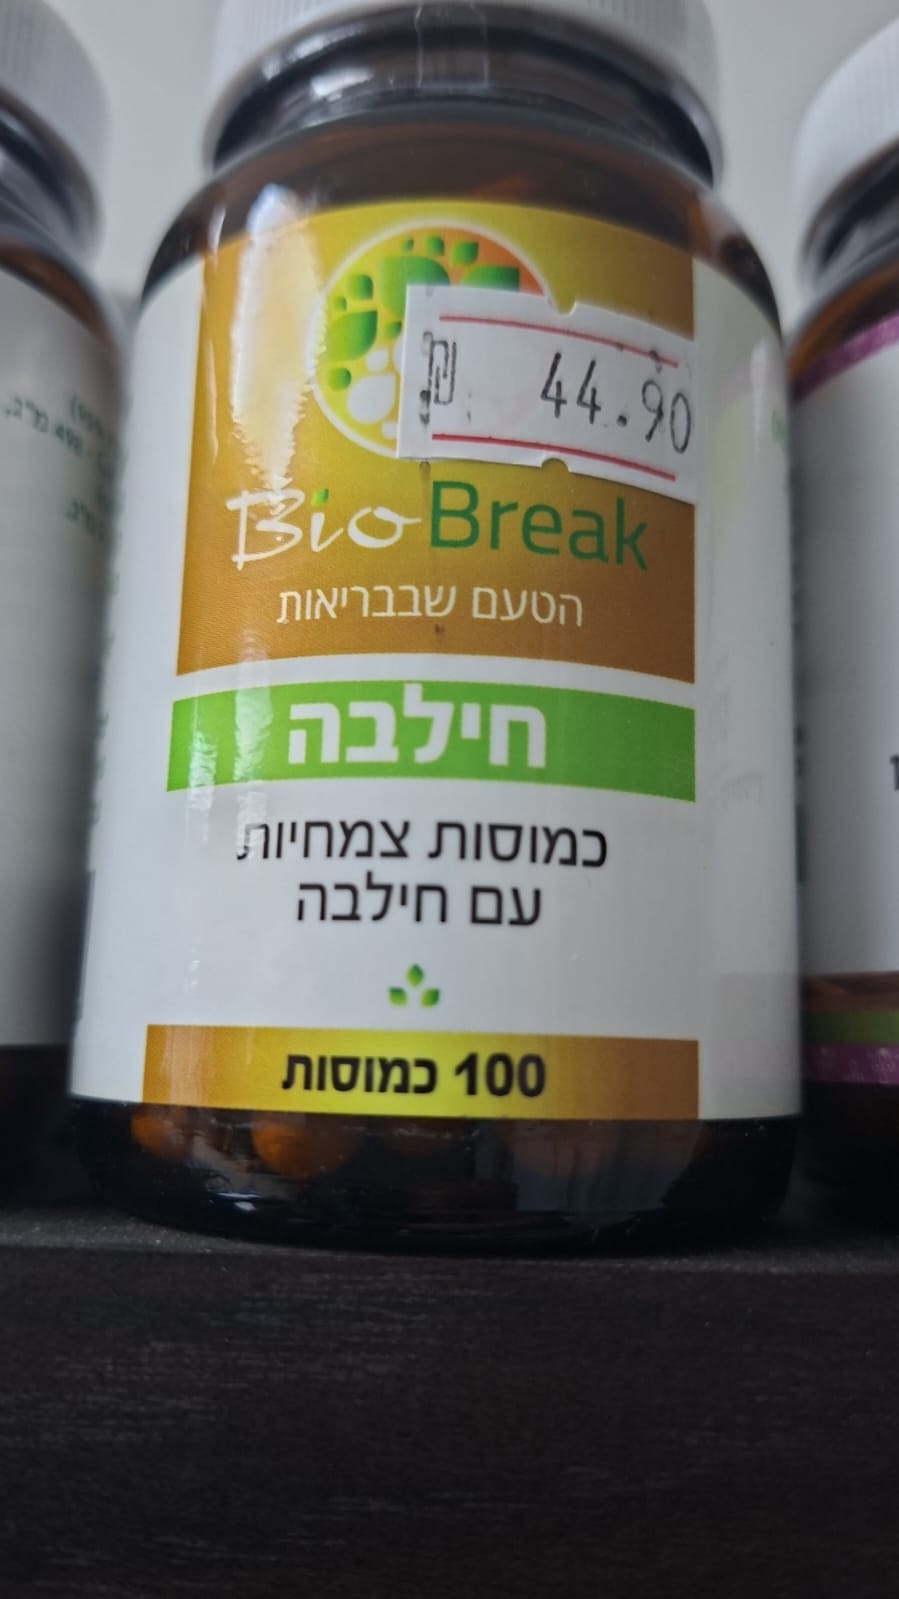 ₪ 44.90
Bio Break
הטעם שבבריאות
חילבה
כמוסות צמחיות
עם חילבה
100 כמוסות